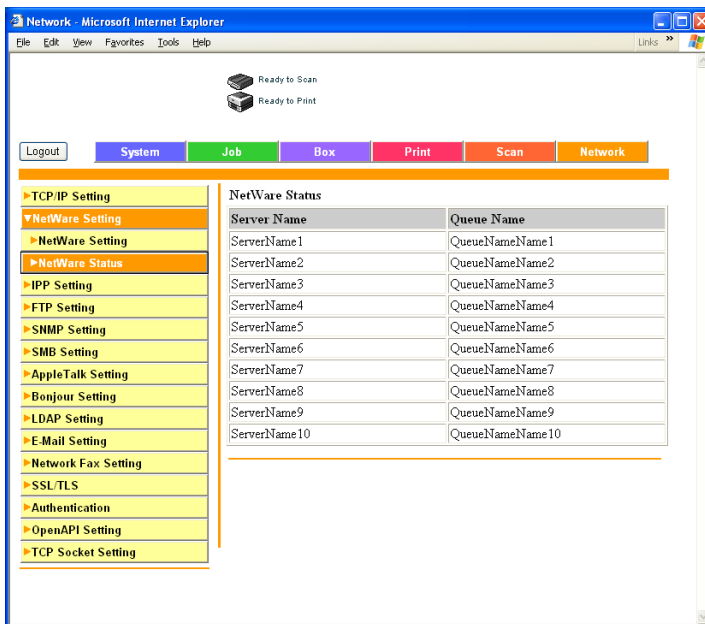 Network - Microsoft Internet Explorer
File Edit View Favorites Tools Help Links »
Ready to Scan
Ready to Print
Logout System Job Box Print Scan Network
TCP/IP Setting
NetWare Setting
NetWare Setting
NetWare Status
IPP Setting
FTP Setting
SNMP Setting
SMB Setting
AppleTalk Setting
Bonjour Setting
LDAP Setting
E-Mail Setting
Network Fax Setting
SSL/TLS
Authentication
OpenAPI Setting
TCP Socket Setting
NetWare Status
Server Name Queue Name
ServerName1 QueueNameName1
ServerName2 QueueNameName2
ServerName3 QueueNameName3
ServerName4 QueueNameName4
ServerName5 QueueNameName5
ServerName6 QueueNameName6
ServerName7 QueueNameName7
ServerName8 QueueNameName8
ServerName9 QueueNameName9
ServerName10 QueueNameName10